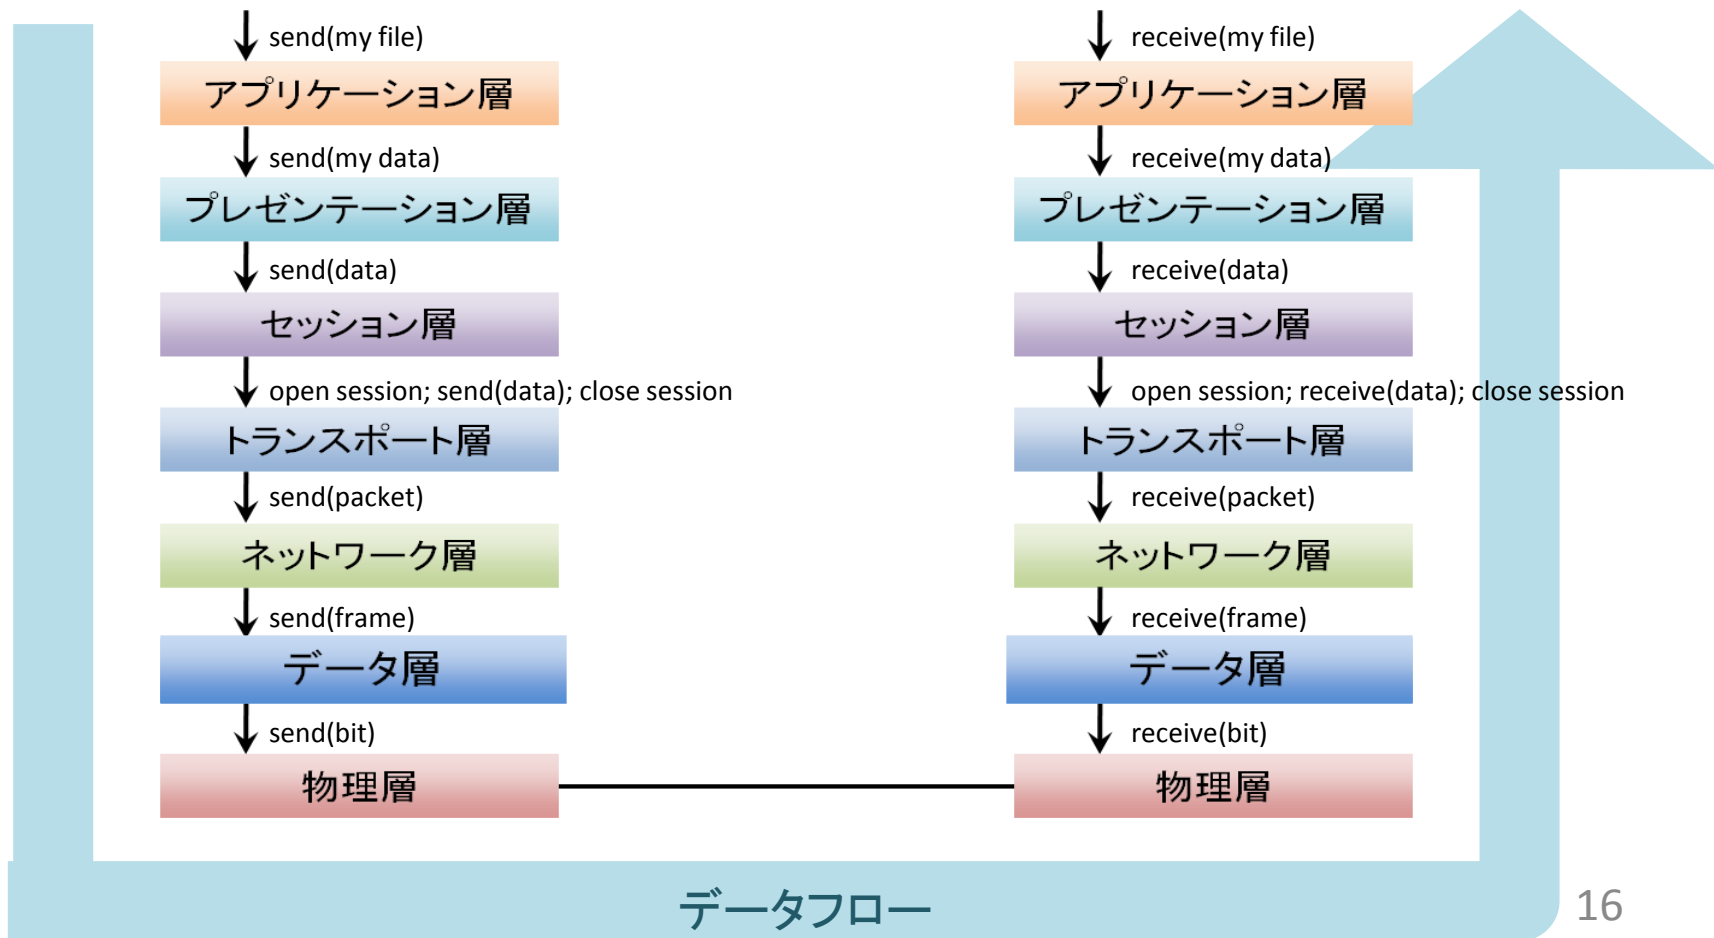 send(my file)
アプリケーション層
send(my data)
プレゼンテーション層
send(data)
セッション層
open session; send(data); close session
トランスポート層
send(packet)
ネットワーク層
send(frame)
データ層
send(bit)
物理層
receive(my file)
アプリケーション層
receive(my data)
プレゼンテーション層
receive(data)
セッション層
open session; receive(data); close session
トランスポート層
receive(packet)
ネットワーク層
receive(frame)
データ層
receive(bit)
物理層
データフロー
16